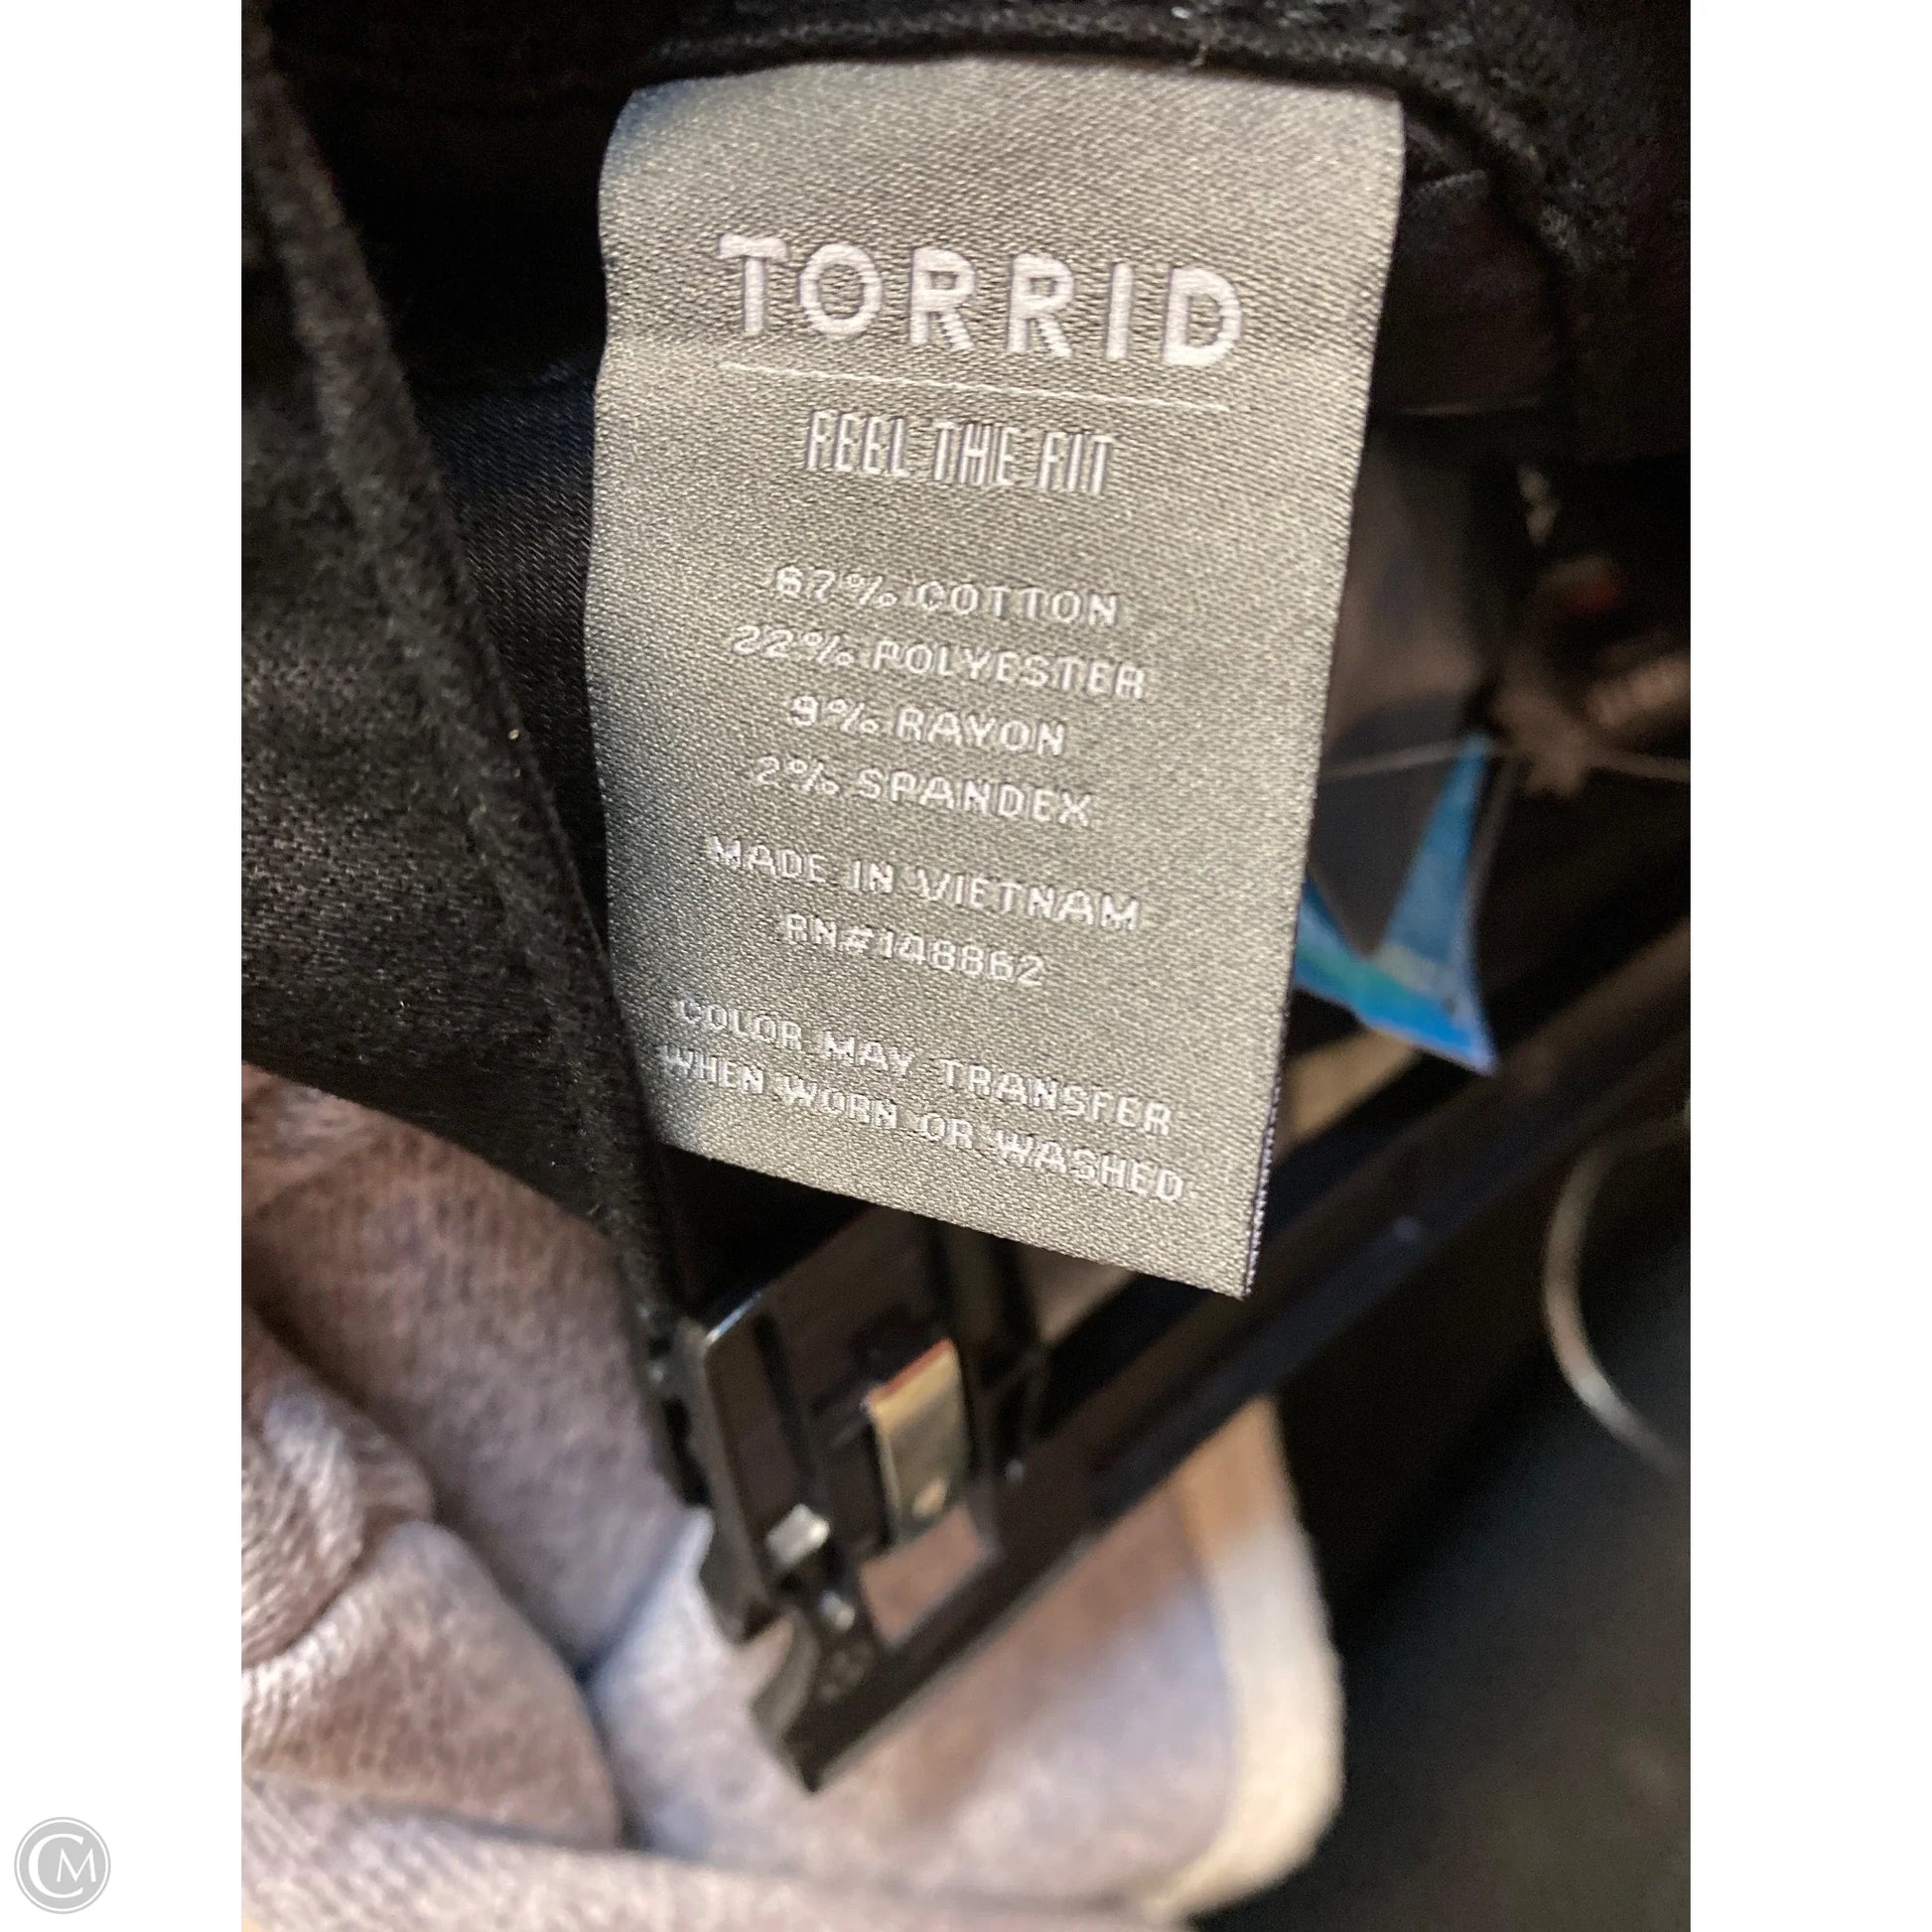 TORRID
FEEL THE FIT
67% COTTON
22% POLYESTER
9% RAYON
2% SPANDEX
MADE IN VIETNAM
RN#148862
COLOR MAY TRANSFER
WHEN WORN OR WASHED
CM